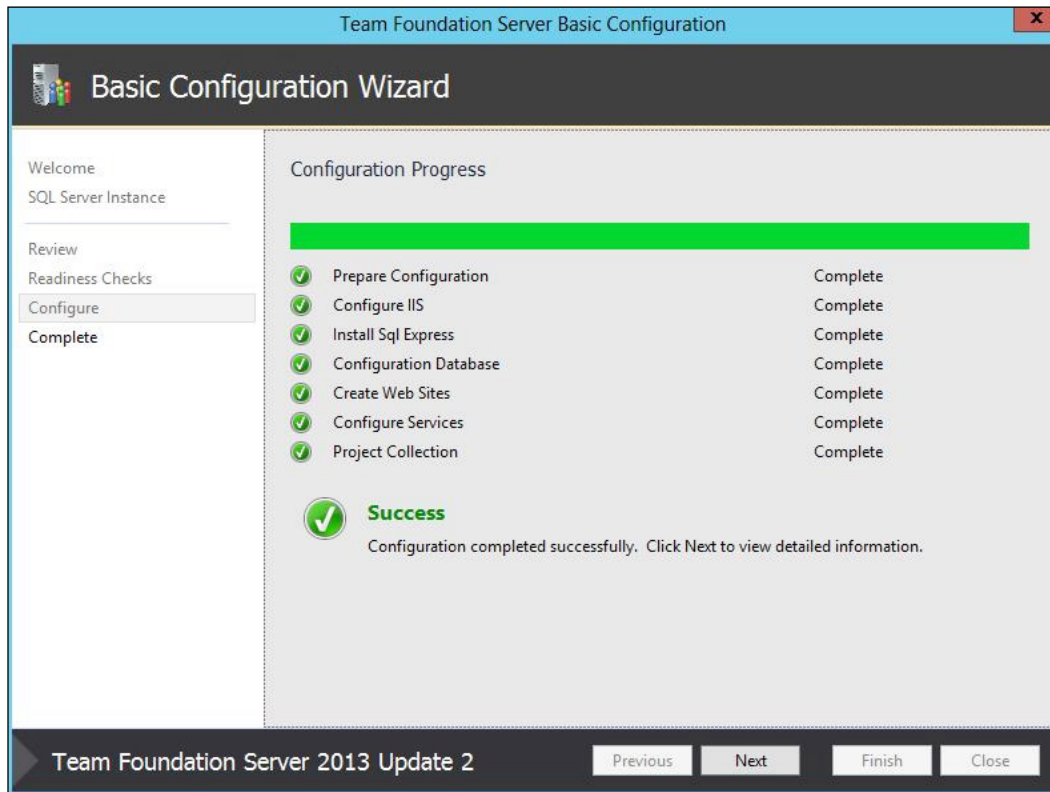 Team Foundation Server Basic Configuration
x
Basic Configuration Wizard
Welcome
SQL Server Instance
Review
Readiness Checks
Configure
Complete
Configuration Progress
Prepare Configuration Complete
Configure IIS Complete
Install Sql Express Complete
Configuration Database Complete
Create Web Sites Complete
Configure Services Complete
Project Collection Complete
Success
Configuration completed successfully. Click Next to view detailed information.
Team Foundation Server 2013 Update 2
Previous Next Finish Close